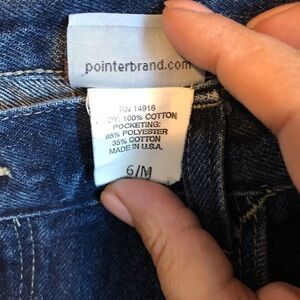 pointerbrand.com
RN 14916
BODY: 100% COTTON
POCKETING:
65% POLYESTER
35% COTTON
MADE IN U.S.A.
6/M